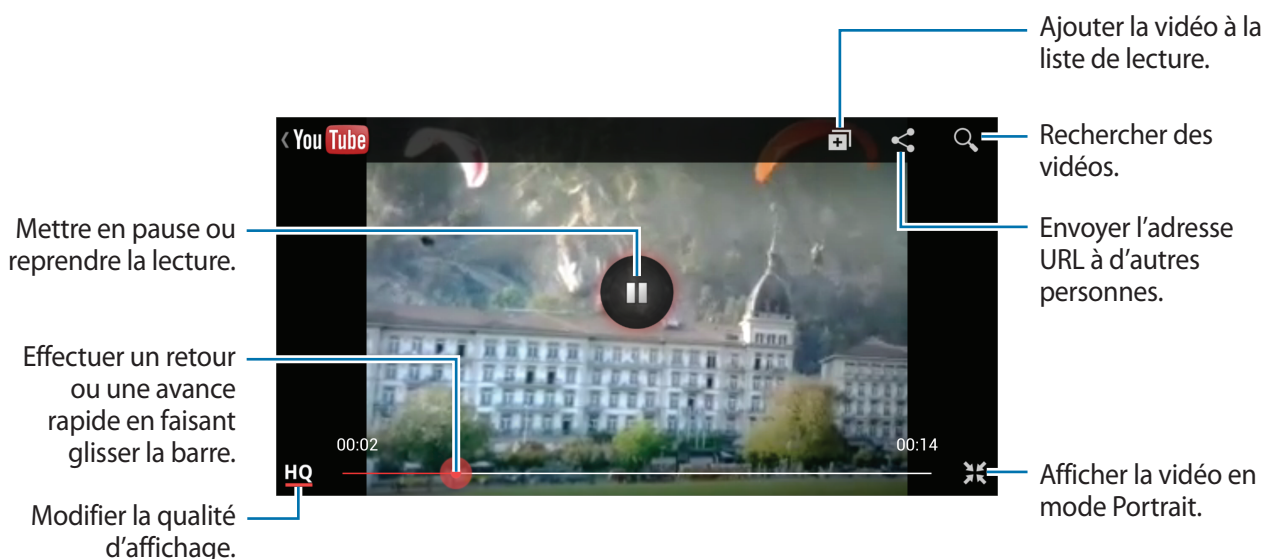 Ajouter la vidéo à la
liste de lecture.
You Tube
Rechercher des
vidéos.
Mettre en pause ou
reprendre la lecture.
Envoyer l’adresse
URL à d'autres
personnes.
Effectuer un retour
ou une avance
rapide en faisant
glisser la barre.
00:02
00:14
HQ
Afficher la vidéo en
mode Portrait.
Modifier la qualité
d'affichage.